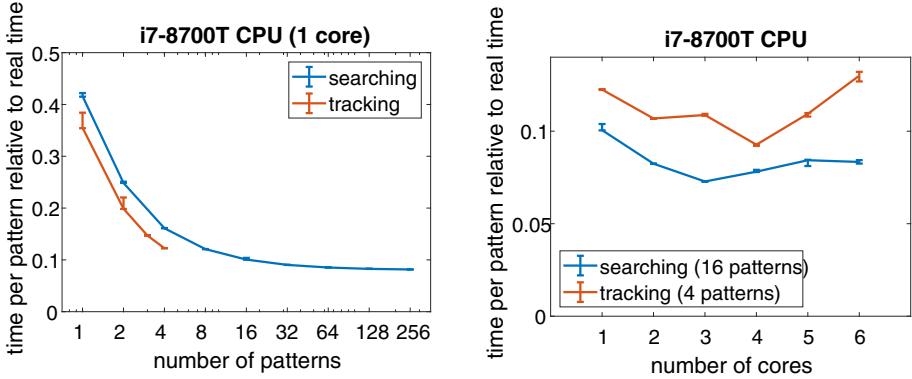 i7-8700T CPU (1 core)
time per pattern relative to real time
0.5
0.4
0.3
0.2
0.1
0
searching
tracking
1 2 4 8 16 32 64 128 256
number of patterns
i7-8700T CPU
time per pattern relative to real time
0.1
0.05
0
searching (16 patterns)
tracking (4 patterns)
1 2 3 4 5 6
number of cores